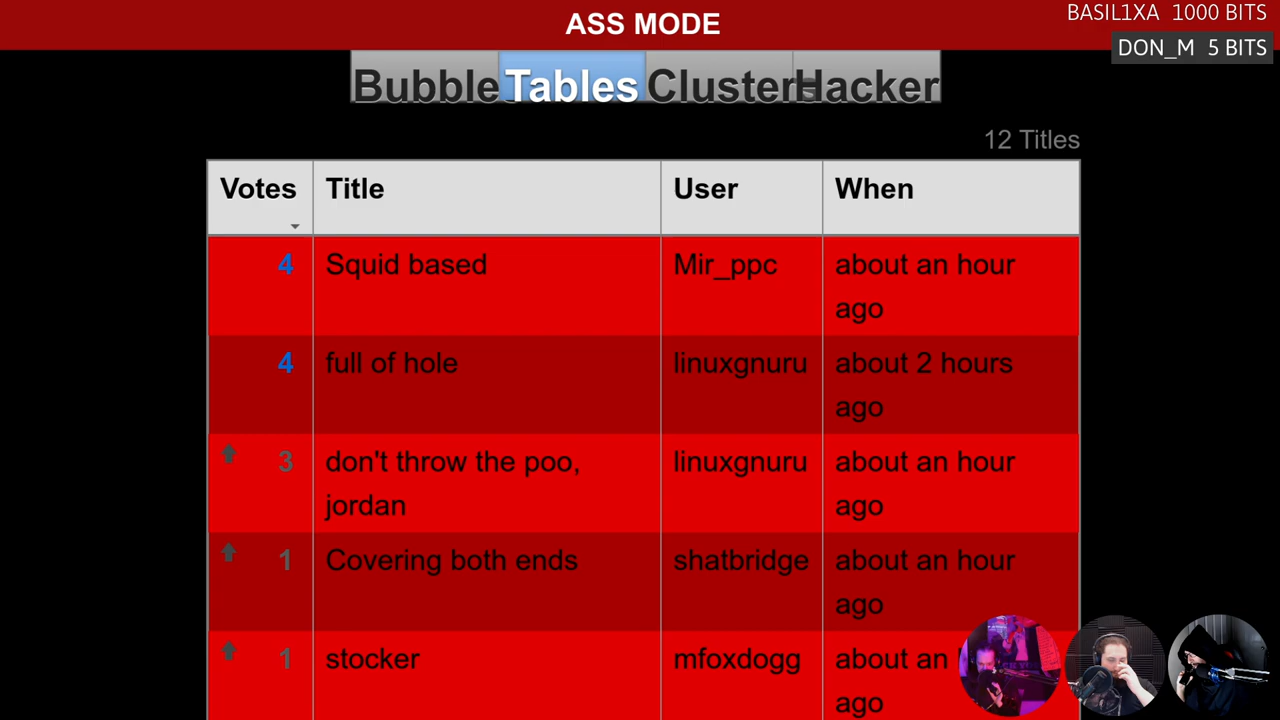 ASS MODE
BASIL1XA 1000 BITS
DON_M 5 BITS
Bubble Tables Clusters Hacker
12 Titles
Votes Title User When
4 Squid based Mir_ppc about an hour
ago
4 full of hole linuxgnuru about 2 hours
ago
3 don't throw the poo, linuxgnuru about an hour
jordan ago
1 Covering both ends shatbridge about an hour
ago
1 stocker mfoxdogg about an
ago